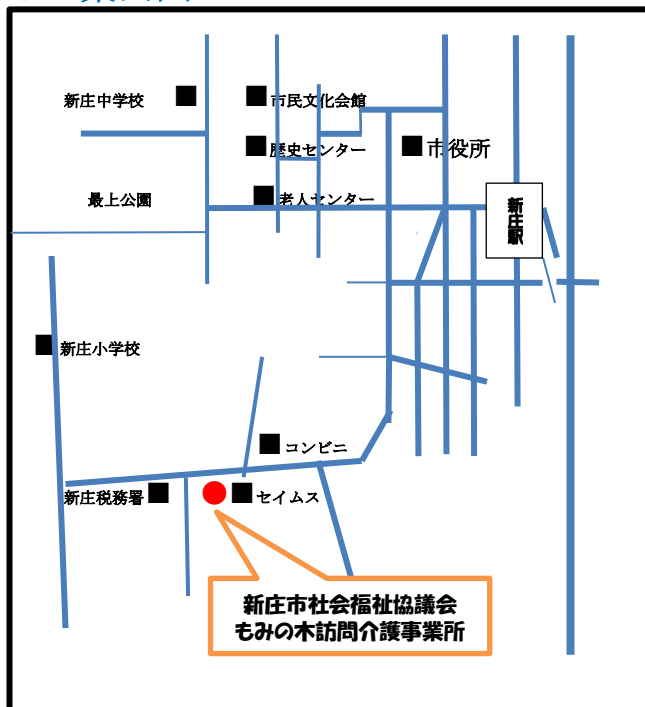 新庄中学校
市民文化会館
歴史センター
市役所
最上公園
老人センター
新庄駅
新庄小学校
コンビニ
新庄税務署
セイムス
新庄市社会福祉協議会
もみの木訪問介護事業所